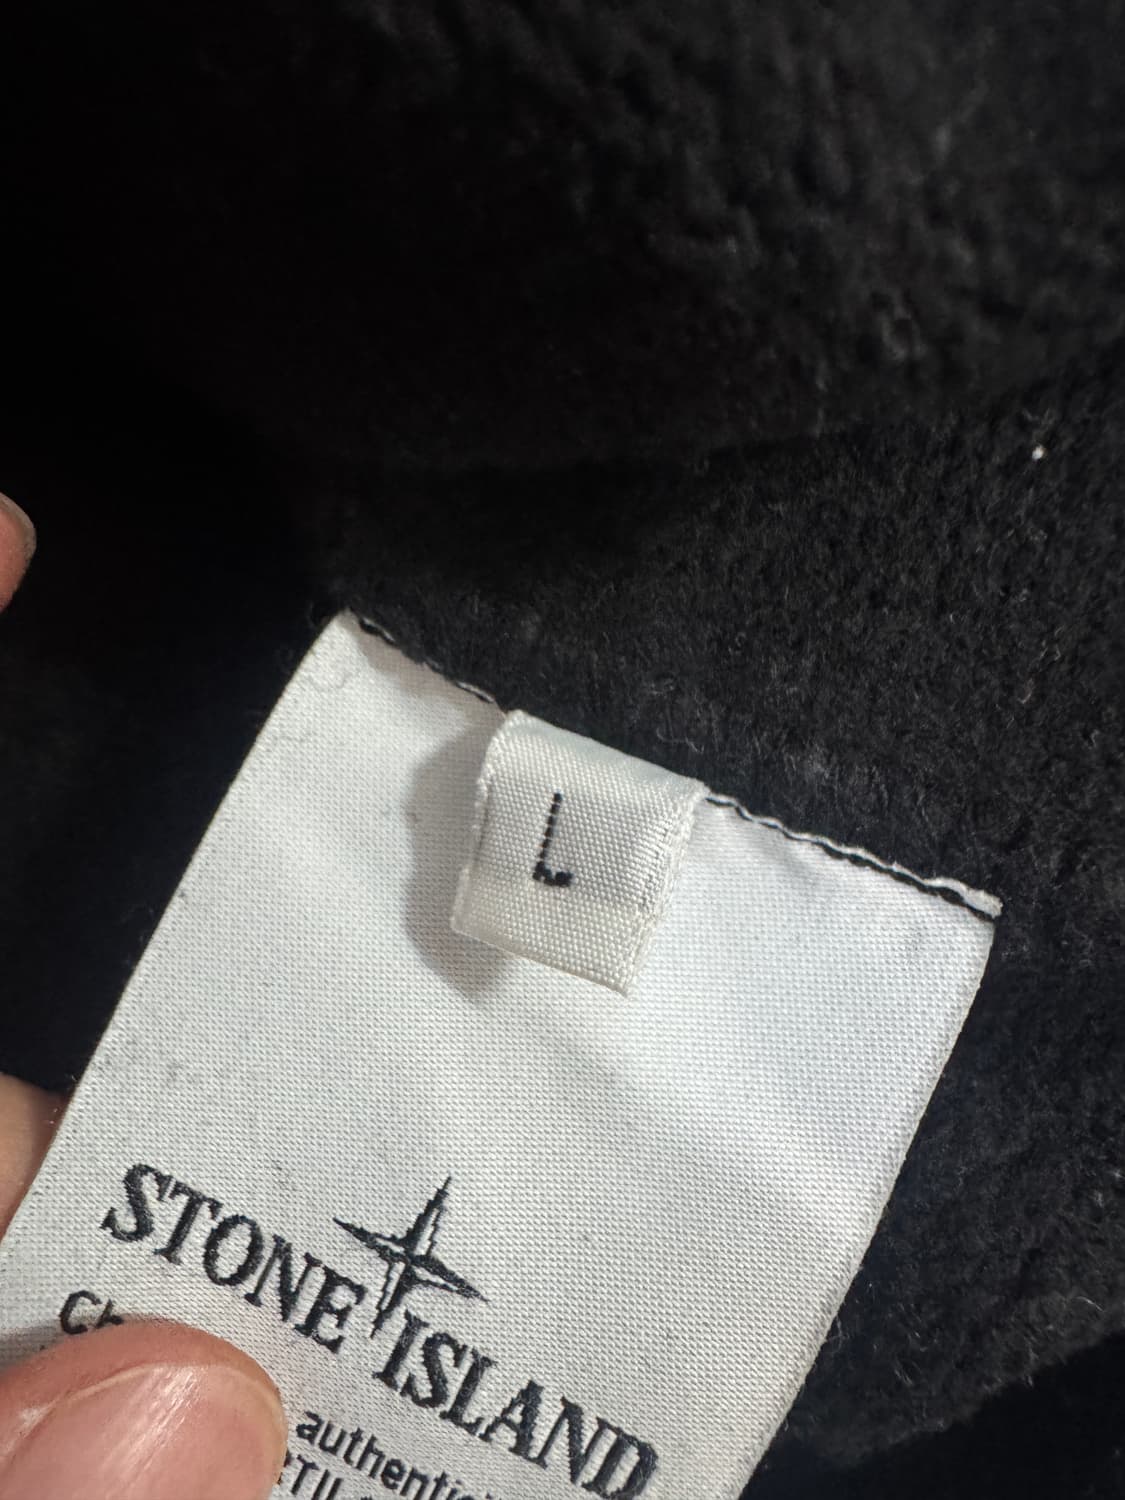 L
STONE ISLAND
authentic